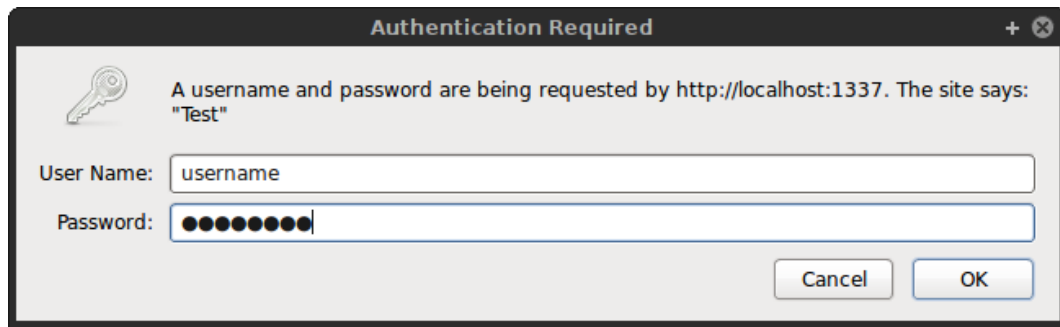 Authentication Required
A username and password are being requested by http://localhost:1337. The site says:
"Test"
User Name: username
Password: ●●●●●●●●
Cancel OK